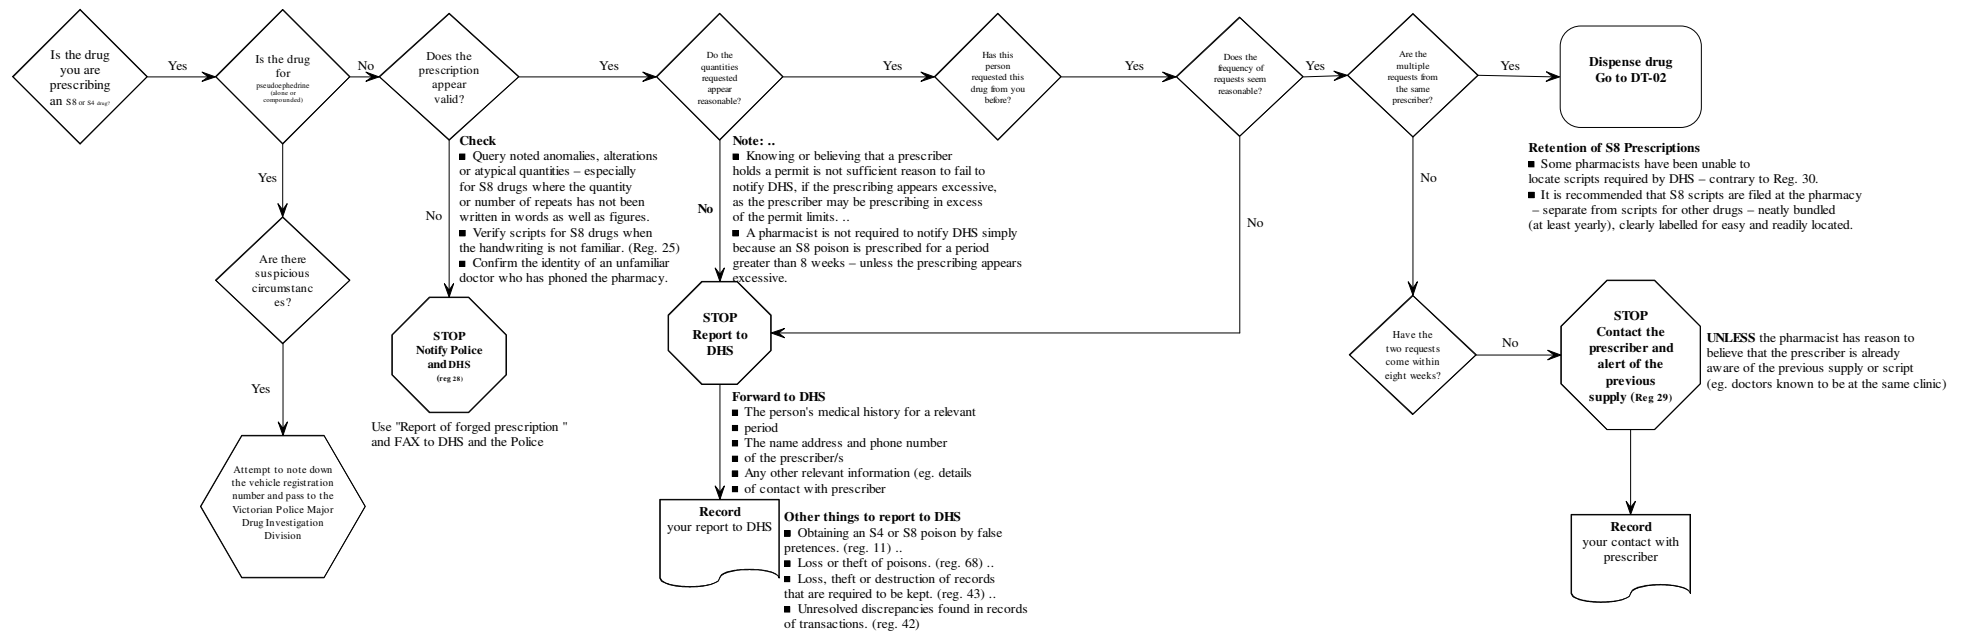 Is the drug
you are
prescribing
an S8 or S4 drug?
Yes
Is the drug
for
pseudoephedrine
(alone or
compounded)
No
Does the
prescription
appear
valid?
Yes
Do the
quantities
requested
appear
reasonable?
Yes
Has this
person
requested this
drug from you
before?
Yes
Does the
frequency of
requests seem
reasonable?
Yes
Are the
multiple
requests from
the same
prescriber?
Yes
Dispense drug
Go to DT-02
Yes
Are there
suspicious
circumstanc
es?
Yes
Attempt to note down
the vehicle registration
number and pass to the
Victorian Police Major
Drug Investigation
Division
No
Check
■ Query noted anomalies, alterations
or atypical quantities – especially
for S8 drugs where the quantity
or number of repeats has not been
written in words as well as figures.
■ Verify scripts for S8 drugs when
the handwriting is not familiar. (Reg. 25)
■ Confirm the identity of an unfamiliar
doctor who has phoned the pharmacy.
STOP
Notify Police
and DHS
(reg 28)
Use "Report of forged prescription "
and FAX to DHS and the Police
No
Note: ..
■ Knowing or believing that a prescriber
holds a permit is not sufficient reason to fail to
notify DHS, if the prescribing appears excessive,
as the prescriber may be prescribing in excess
of the permit limits. ..
■ A pharmacist is not required to notify DHS simply
because an S8 poison is prescribed for a period
greater than 8 weeks – unless the prescribing appears
excessive.
STOP
Report to
DHS
Forward to DHS
■ The person's medical history for a relevant
■ period
■ The name address and phone number
■ of the prescriber/s
■ Any other relevant information (eg. details
■ of contact with prescriber
Record
your report to DHS
Other things to report to DHS
■ Obtaining an S4 or S8 poison by false
pretences. (reg. 11) ..
■ Loss or theft of poisons. (reg. 68) ..
■ Loss, theft or destruction of records
that are required to be kept. (reg. 43) ..
■ Unresolved discrepancies found in records
of transactions. (reg. 42)
No
No
Retention of S8 Prescriptions
■ Some pharmacists have been unable to
locate scripts required by DHS – contrary to Reg. 30.
■ It is recommended that S8 scripts are filed at the pharmacy
– separate from scripts for other drugs – neatly bundled
(at least yearly), clearly labelled for easy and readily located.
Have the
two requests
come within
eight weeks?
No
STOP
Contact the
prescriber and
alert of the
previous
supply (Reg 29)
UNLESS the pharmacist has reason to
believe that the prescriber is already
aware of the previous supply or script
(eg. doctors known to be at the same clinic)
Record
your contact with
prescriber